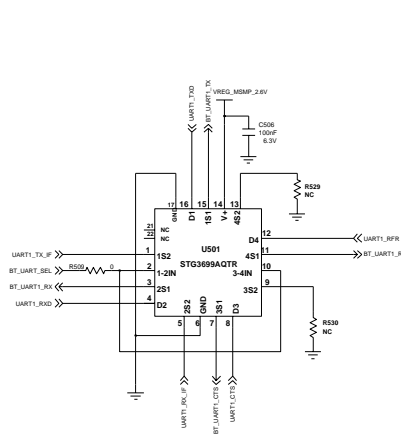 UART1_TXD
BT_UART1_TX
VREG_MSMP_2.6V
C506
100nF
6.3V
R529
NC
17 16 15 14 13
GND D1 1S1 V+ 4S2
21 NC
22 NC
U501
STG3699AQTR
D4 12 UART1_RFR
UART1_TX_IF 1 1S2
4S1 11 BT_UART1_R
BT_UART_SEL R509 0 2 1-2IN
3-4IN 10
BT_UART1_RX 3 2S1
3S2 9
UART1_RXD 4 D2
2S2 GND 3S1 D3
5 6 7 8
R530
NC
UART1_RX_IF
BT_UART1_CTS
UART1_CTS